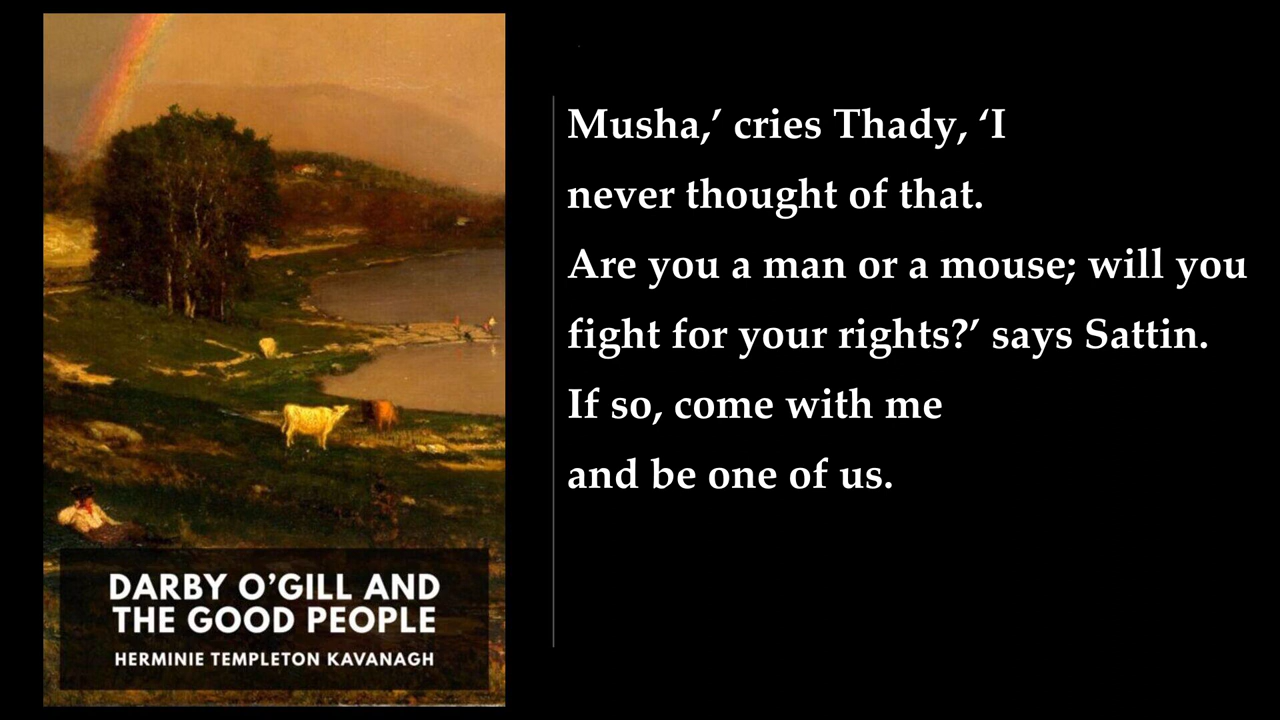 Musha,’ cries Thady, ‘I
never thought of that.
Are you a man or a mouse; will you
fight for your rights?’ says Sattin.
If so, come with me
and be one of us.
DARBY O’GILL AND
THE GOOD PEOPLE
HERMINIE TEMPLETON KAVANAGH